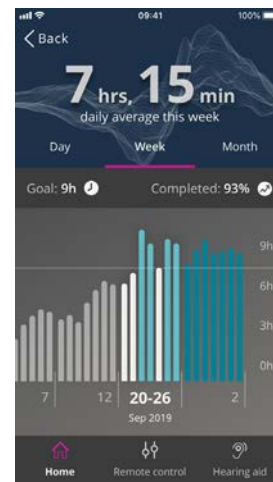 09:41 100%
Back
7 hrs, 15 min
daily average this week
Day Week Month
Goal: 9h Completed: 93%
9h
6h
3h
0h
7 12 20-26 2
Sep 2019
Home Remote control Hearing aid